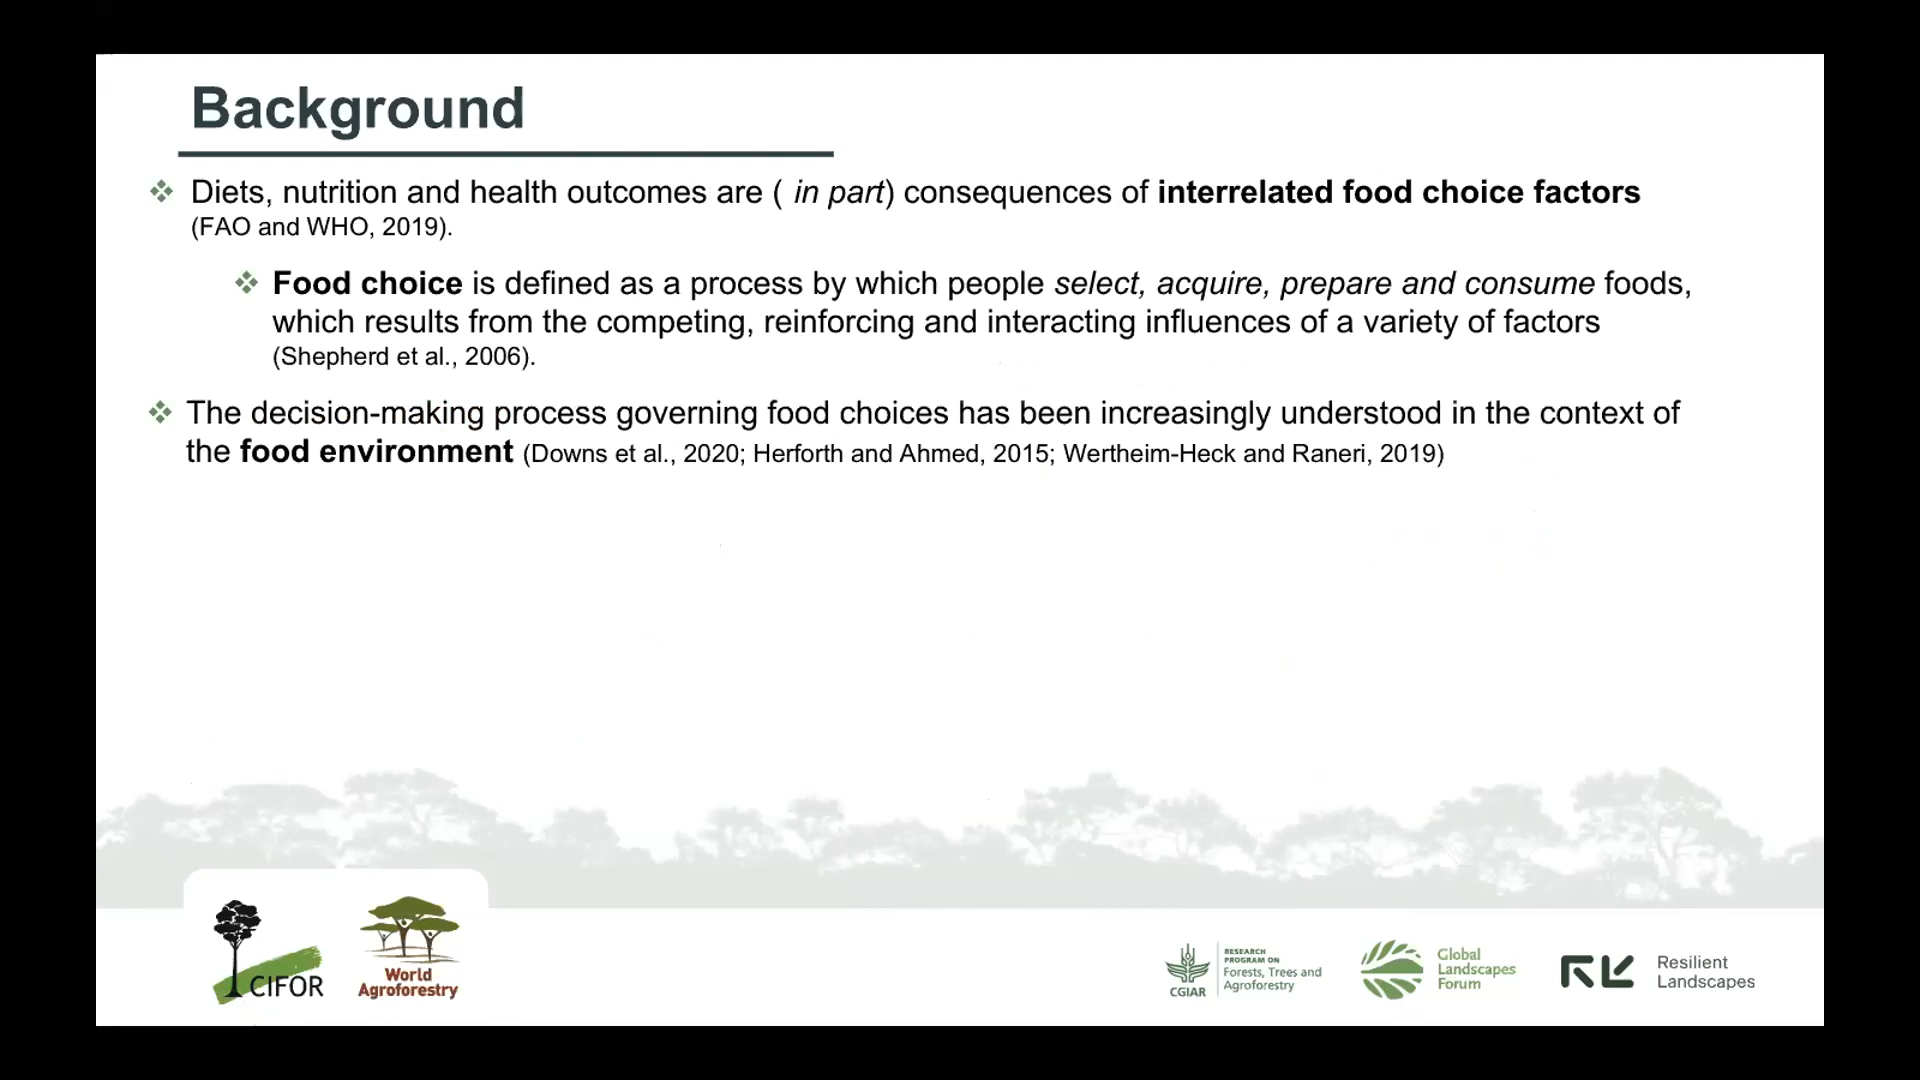 Background
Diets, nutrition and health outcomes are ( in part) consequences of interrelated food choice factors
(FAO and WHO, 2019).
Food choice is defined as a process by which people select, acquire, prepare and consume foods,
which results from the competing, reinforcing and interacting influences of a variety of factors
(Shepherd et al., 2006).
The decision-making process governing food choices has been increasingly understood in the context of
the food environment (Downs et al., 2020; Herforth and Ahmed, 2015; Wertheim-Heck and Raneri, 2019)
CIFOR
World
Agroforestry
CGIAR
RESEARCH
PROGRAM ON
Forests, Trees and
Agroforestry
Global
Landscapes
Forum
Resilient
Landscapes